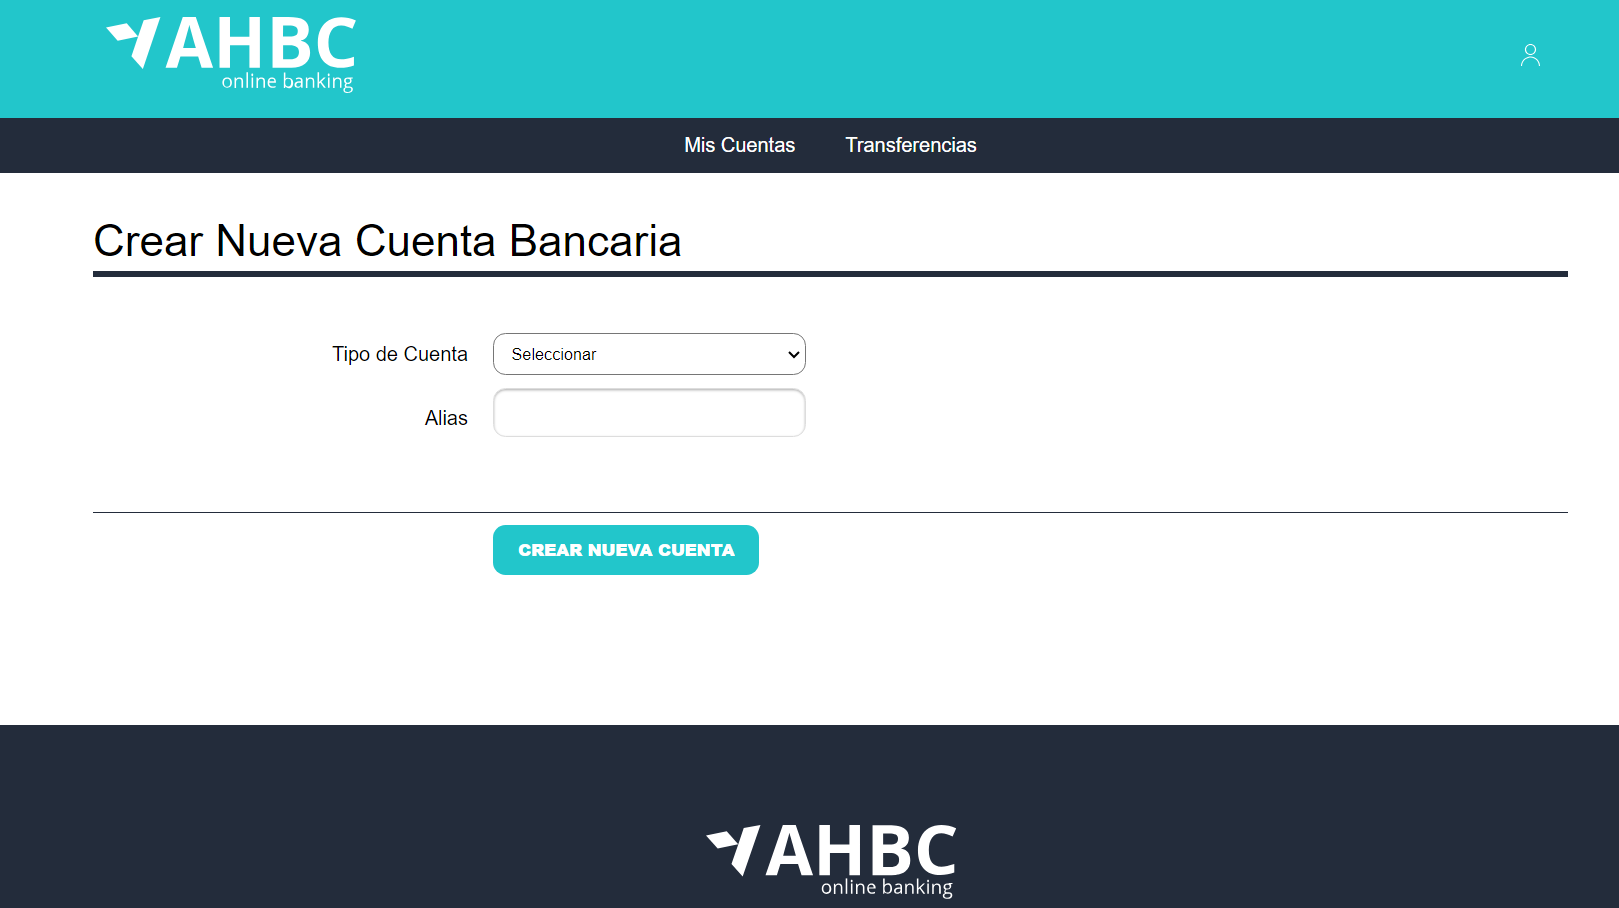 AHBC
online banking
Mis Cuentas Transferencias
Crear Nueva Cuenta Bancaria
Tipo de Cuenta Seleccionar
Alias
CREAR NUEVA CUENTA
AHBC
online banking